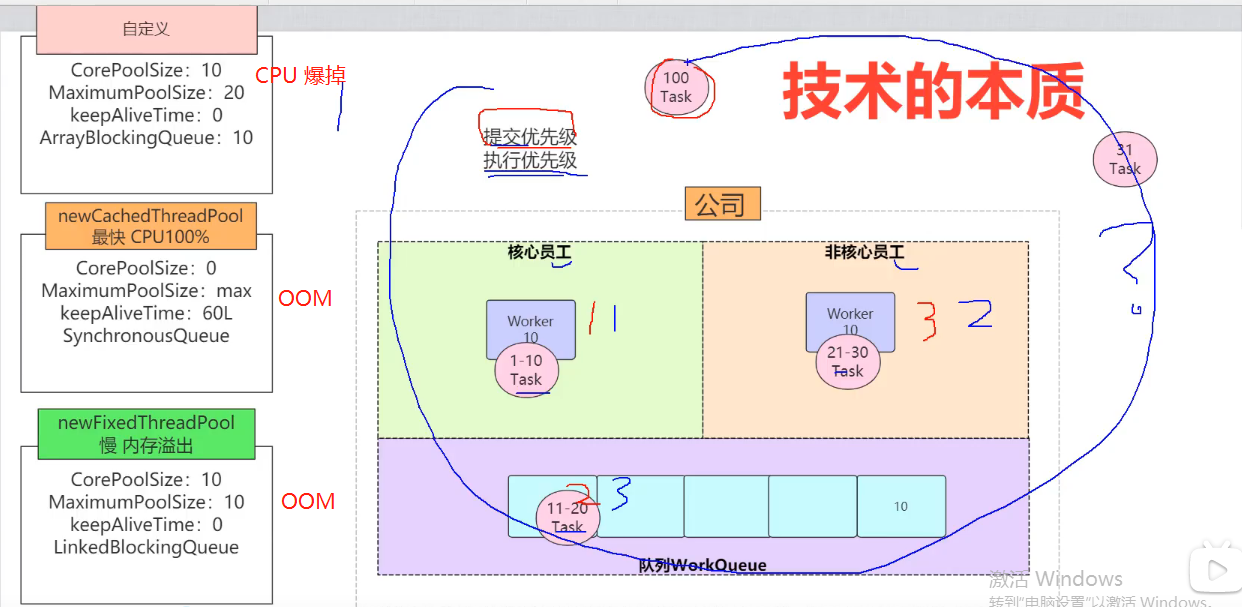 自定义
CorePoolSize：10
MaximumPoolSize：20
keepAliveTime：0
ArrayBlockingQueue：10
CPU 爆掉
newCachedThreadPool
最快 CPU100%
CorePoolSize：0
MaximumPoolSize：max
keepAliveTime：60L
SynchronousQueue
OOM
newFixedThreadPool
慢 内存溢出
CorePoolSize：10
MaximumPoolSize：10
keepAliveTime：0
LinkedBlockingQueue
OOM
提交优先级
执行优先级
100
Task
技术的本质
31
Task
公司
核心员工
Worker
10
1-10
Task
1 1
非核心员工
Worker
10
21-30
Task
3 2
11-20
Task
2 3
10
队列WorkQueue
激活 Windows
转到"电脑设置"以激活 Windows。